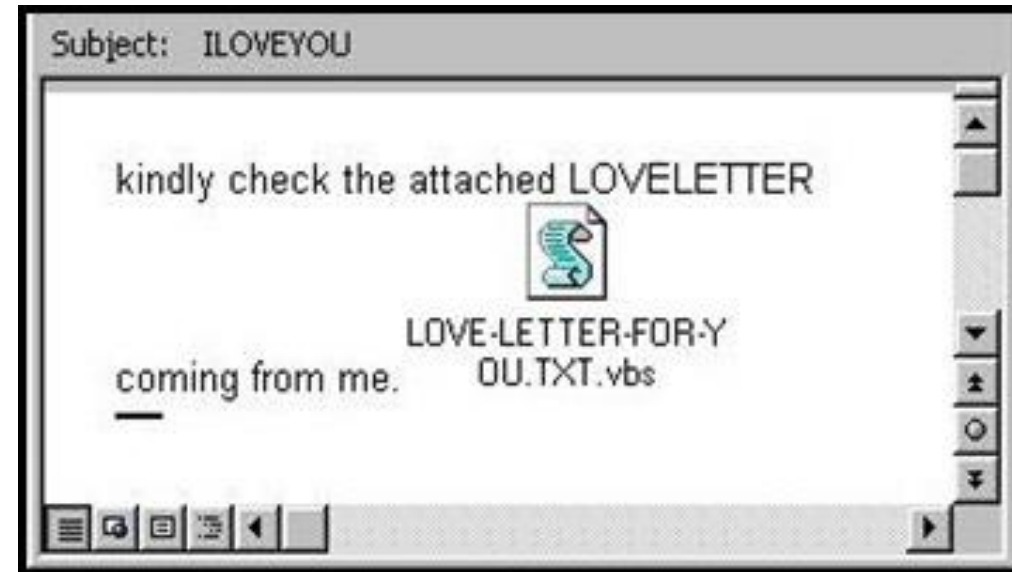 Subject: ILOVEYOU
kindly check the attached LOVELETTER
LOVE-LETTER-FOR-Y
OU.TXT.vbs
coming from me.